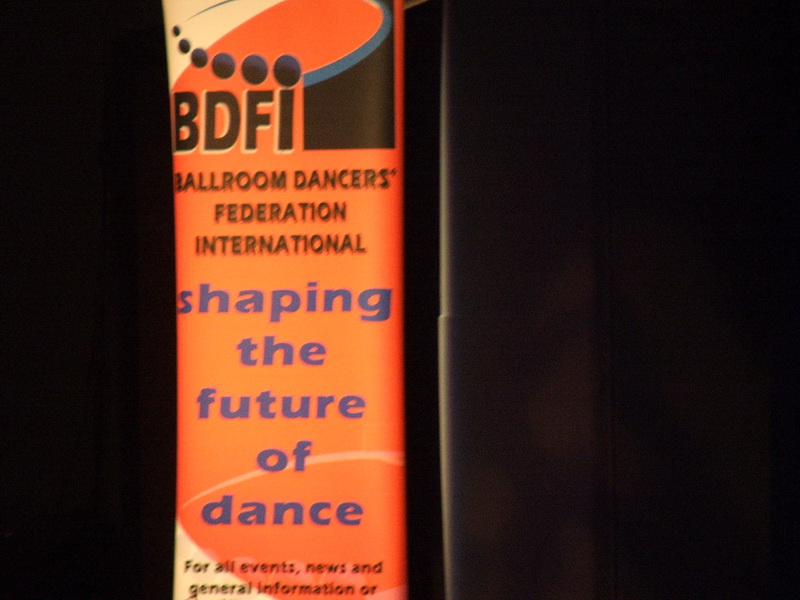 BDFI
BALLROOM DANCERS'
FEDERATION
INTERNATIONAL
shaping
the
future
of
dance
For all events, news and
general information or